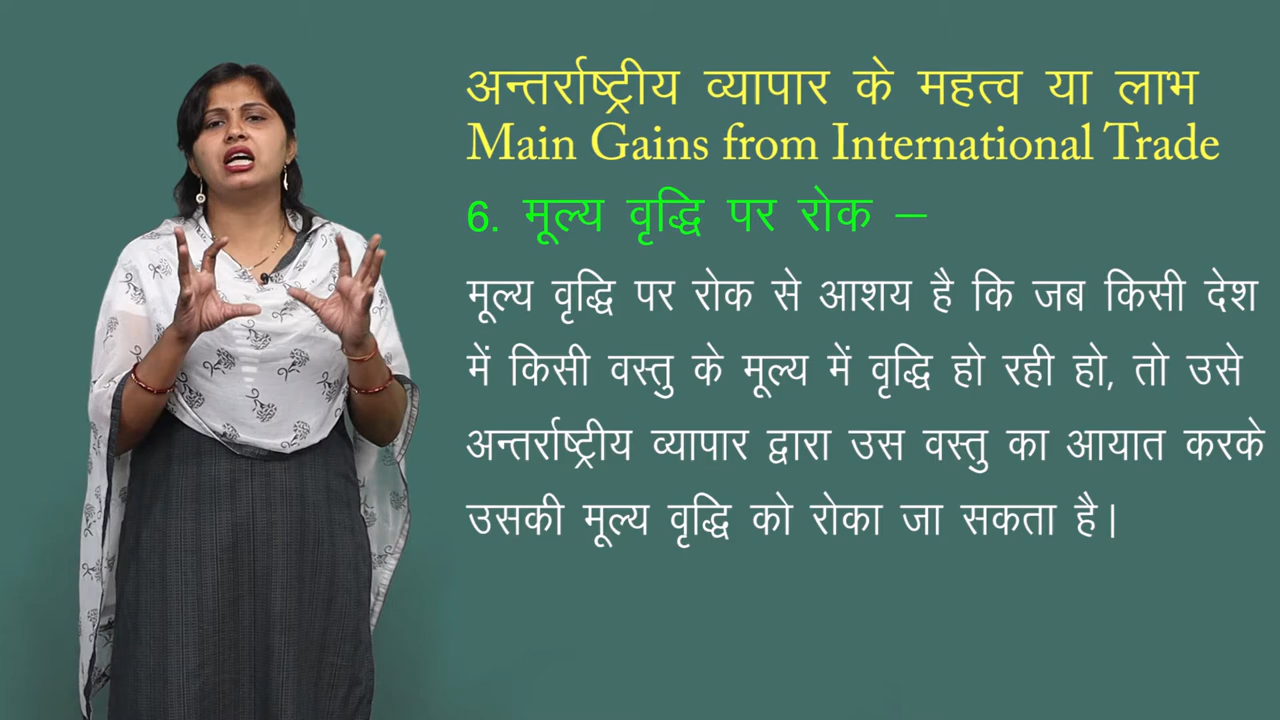 अन्तर्राष्ट्रीय व्यापार के महत्व या लाभ
Main Gains from International Trade
6. मूल्य वृद्धि पर रोक –
मूल्य वृद्धि पर रोक से आशय है कि जब किसी देश
में किसी वस्तु के मूल्य में वृद्धि हो रही हो, तो उसे
अन्तर्राष्ट्रीय व्यापार द्वारा उस वस्तु का आयात करके
उसकी मूल्य वृद्धि को रोका जा सकता है।